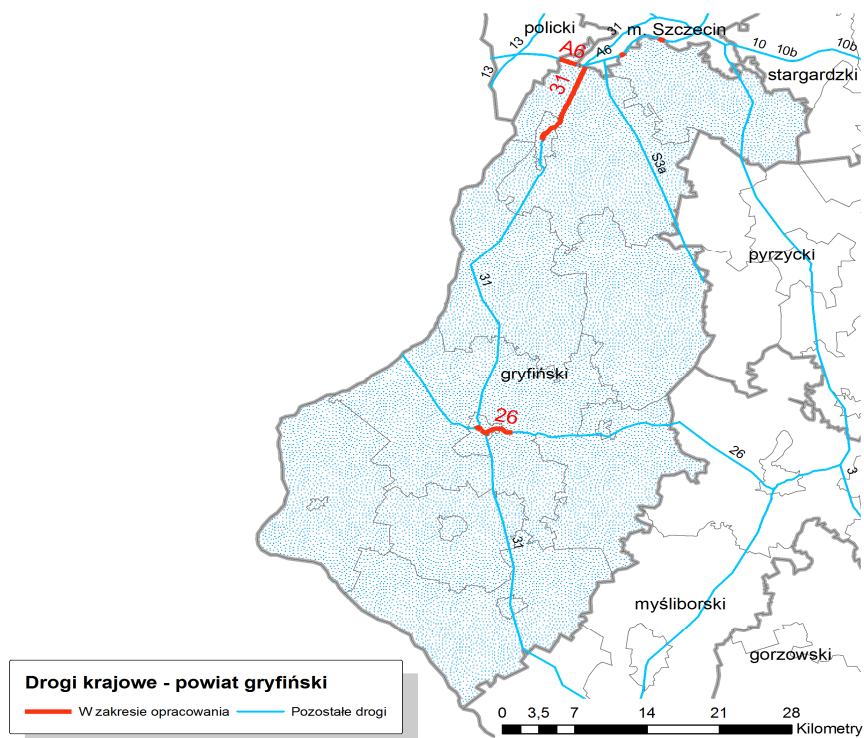 policki
31
m. Szczecin
13
13
A6
A6
10
10b
10b
stargardzki
31
S3a
pyrzycki
31
gryfiński
26
26
3
31
myśliborski
gorzowski
Drogi krajowe - powiat gryfiński
W zakresie opracowania
Pozostałe drogi
0 3,5 7 14 21 28
Kilometry